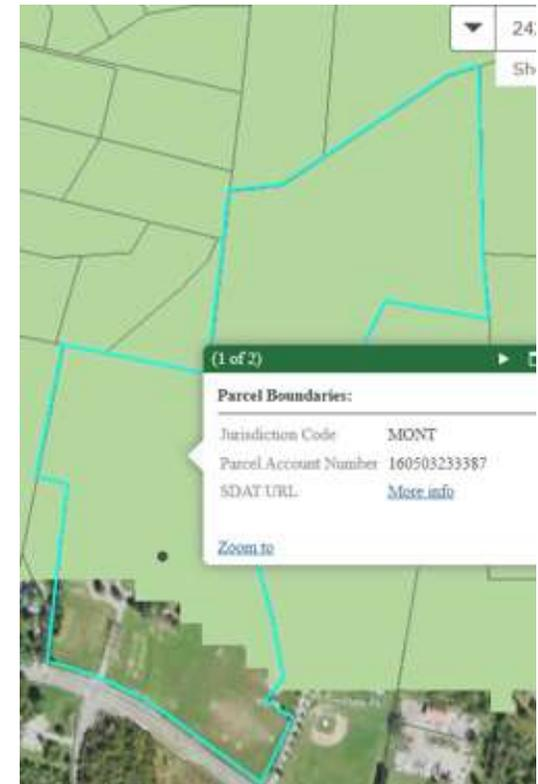 (1 of 2)
Parcel Boundaries:
Jurisdiction Code MONT
Parcel Account Number 160503233387
SDAT URL More info
Zoom to